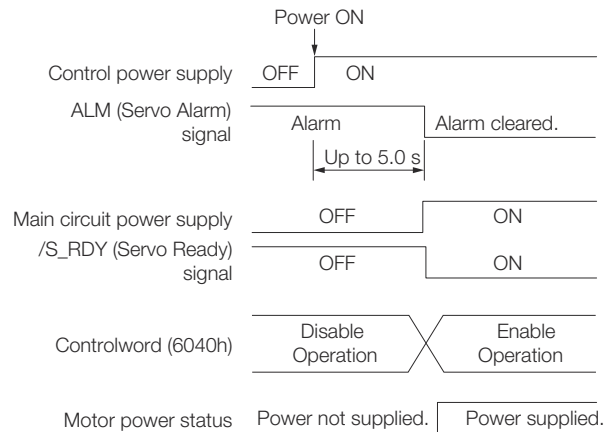 Power ON
Control power supply OFF ON
ALM (Servo Alarm)
signal
Alarm Alarm cleared.
Up to 5.0 s
Main circuit power supply OFF ON
/S_RDY (Servo Ready)
signal
OFF ON
Controlword (6040h)
Disable
Operation
Enable
Operation
Motor power status Power not supplied. Power supplied.